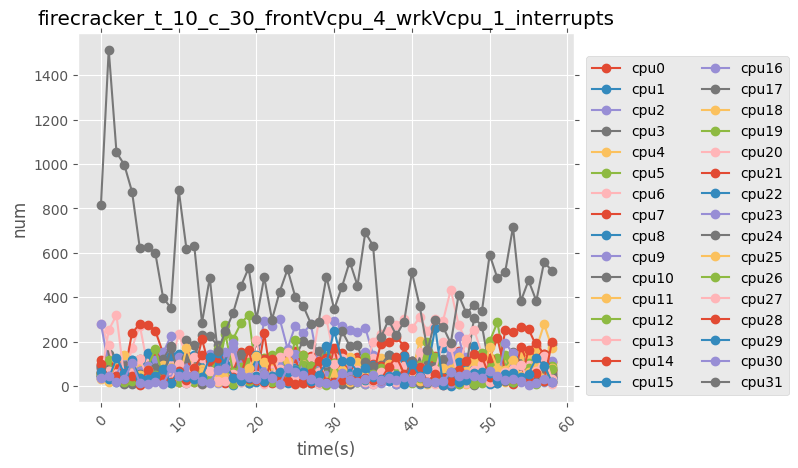 firecracker_t_10_c_30_frontVcpu_4_wrkVcpu_1_interrupts
num
1400
1200
1000
800
600
400
200
0
0
10
20
30
40
50
60
time(s)
cpu0
cpu1
cpu2
cpu3
cpu4
cpu5
cpu6
cpu7
cpu8
cpu9
cpu10
cpu11
cpu12
cpu13
cpu14
cpu15
cpu16
cpu17
cpu18
cpu19
cpu20
cpu21
cpu22
cpu23
cpu24
cpu25
cpu26
cpu27
cpu28
cpu29
cpu30
cpu31